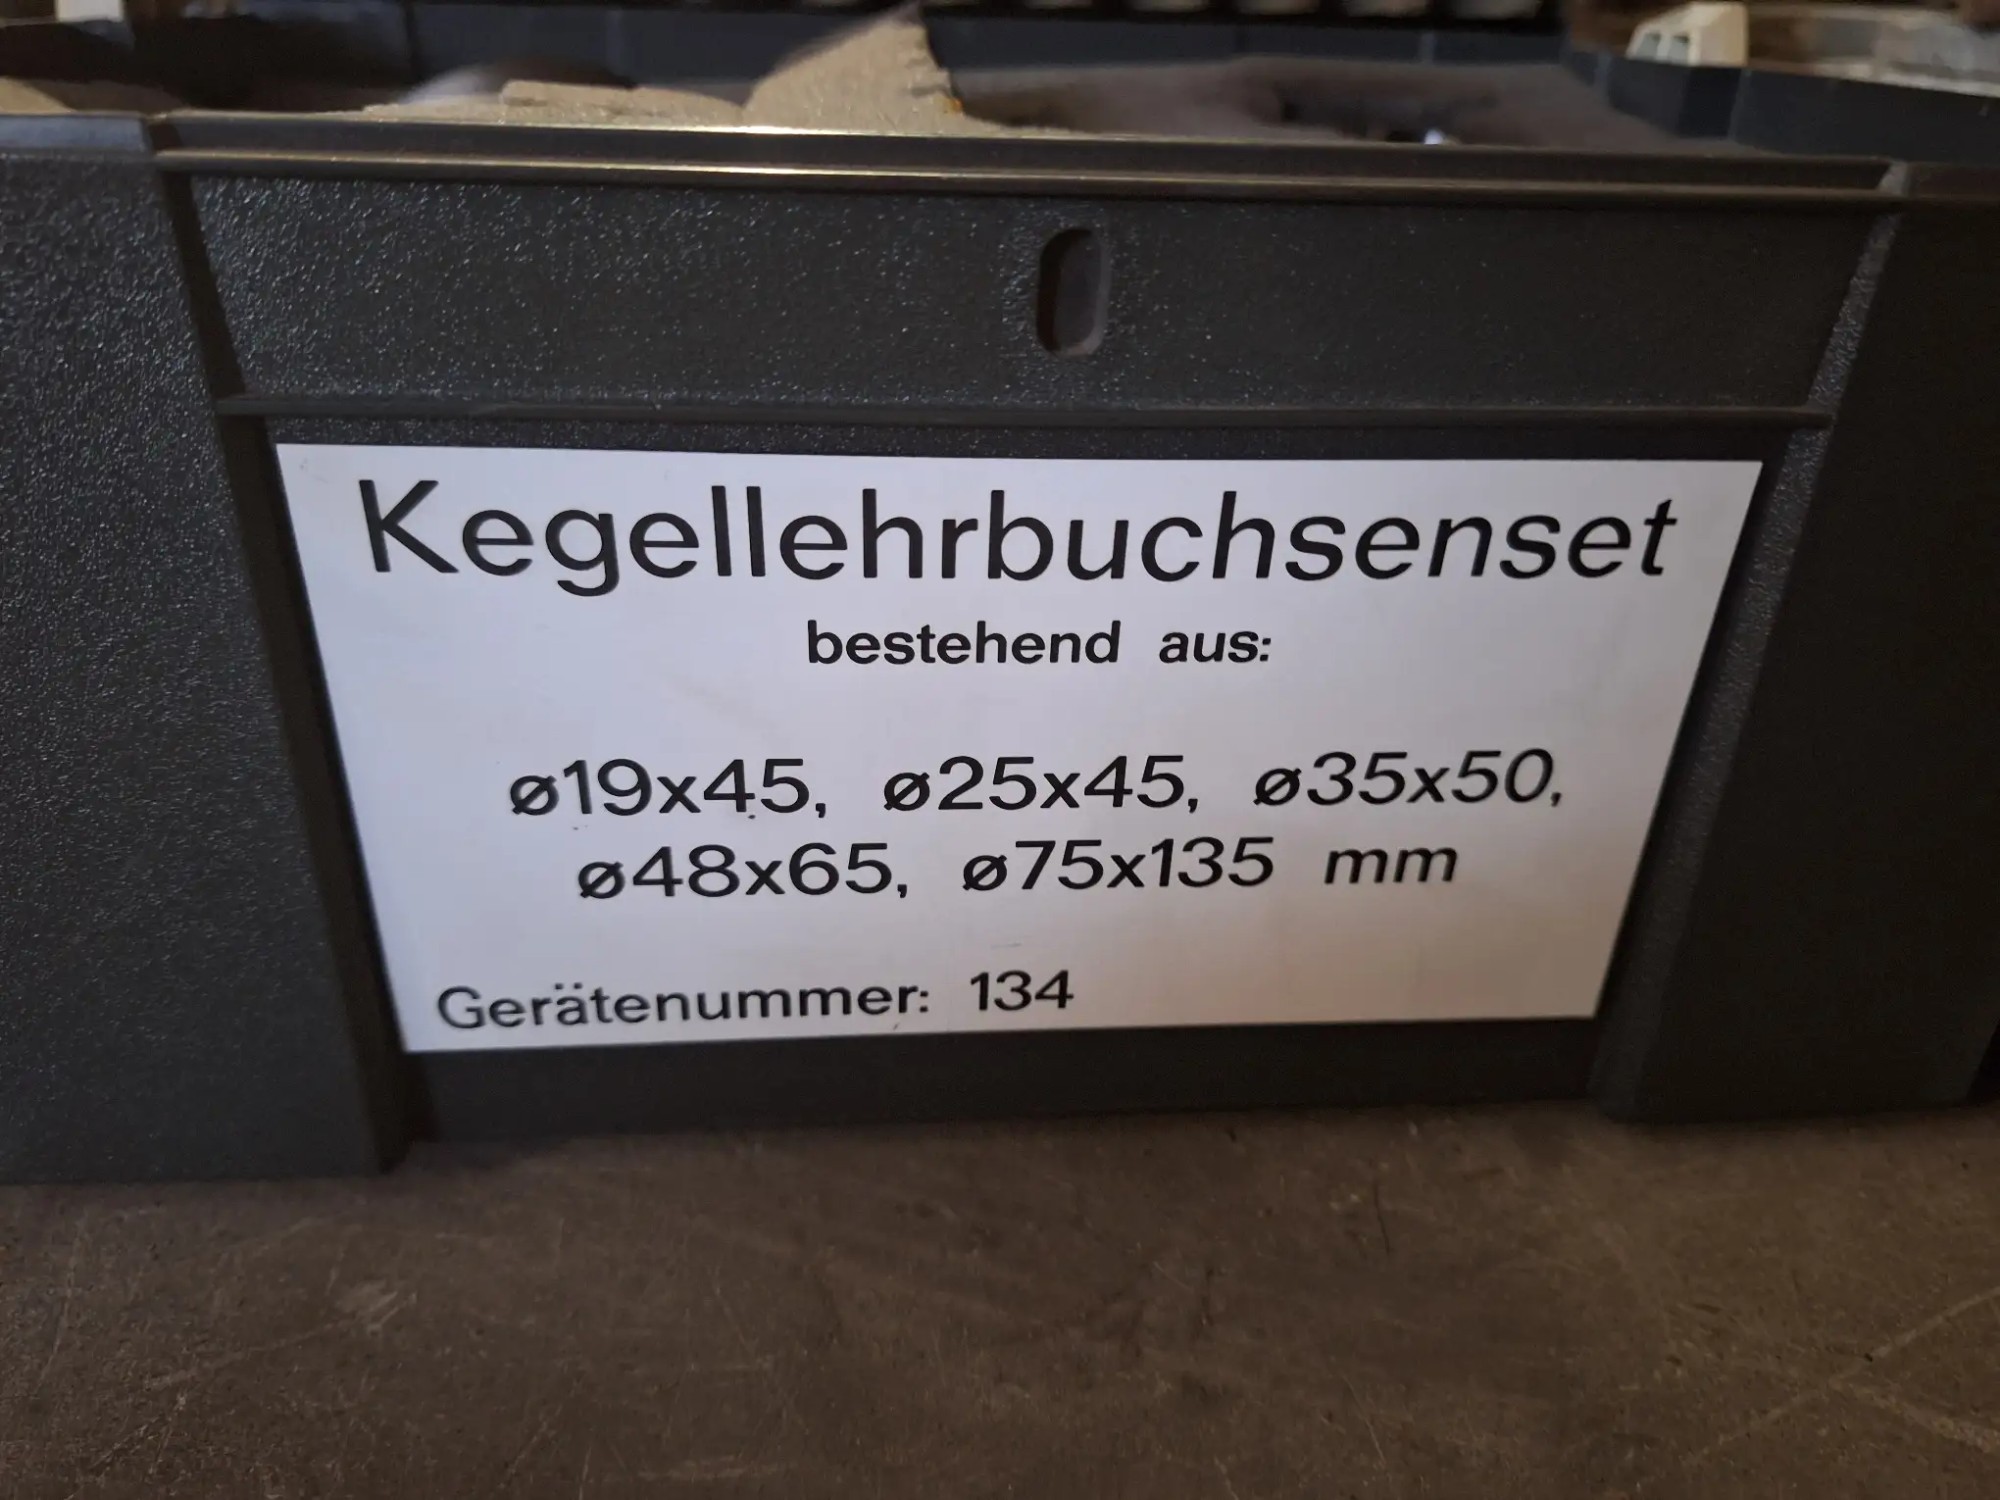 Kegellehrbuchsenset
bestehend aus:
ø19x45, ø25x45, ø35x50,
ø48x65, ø75x135 mm
Gerätenummer: 134